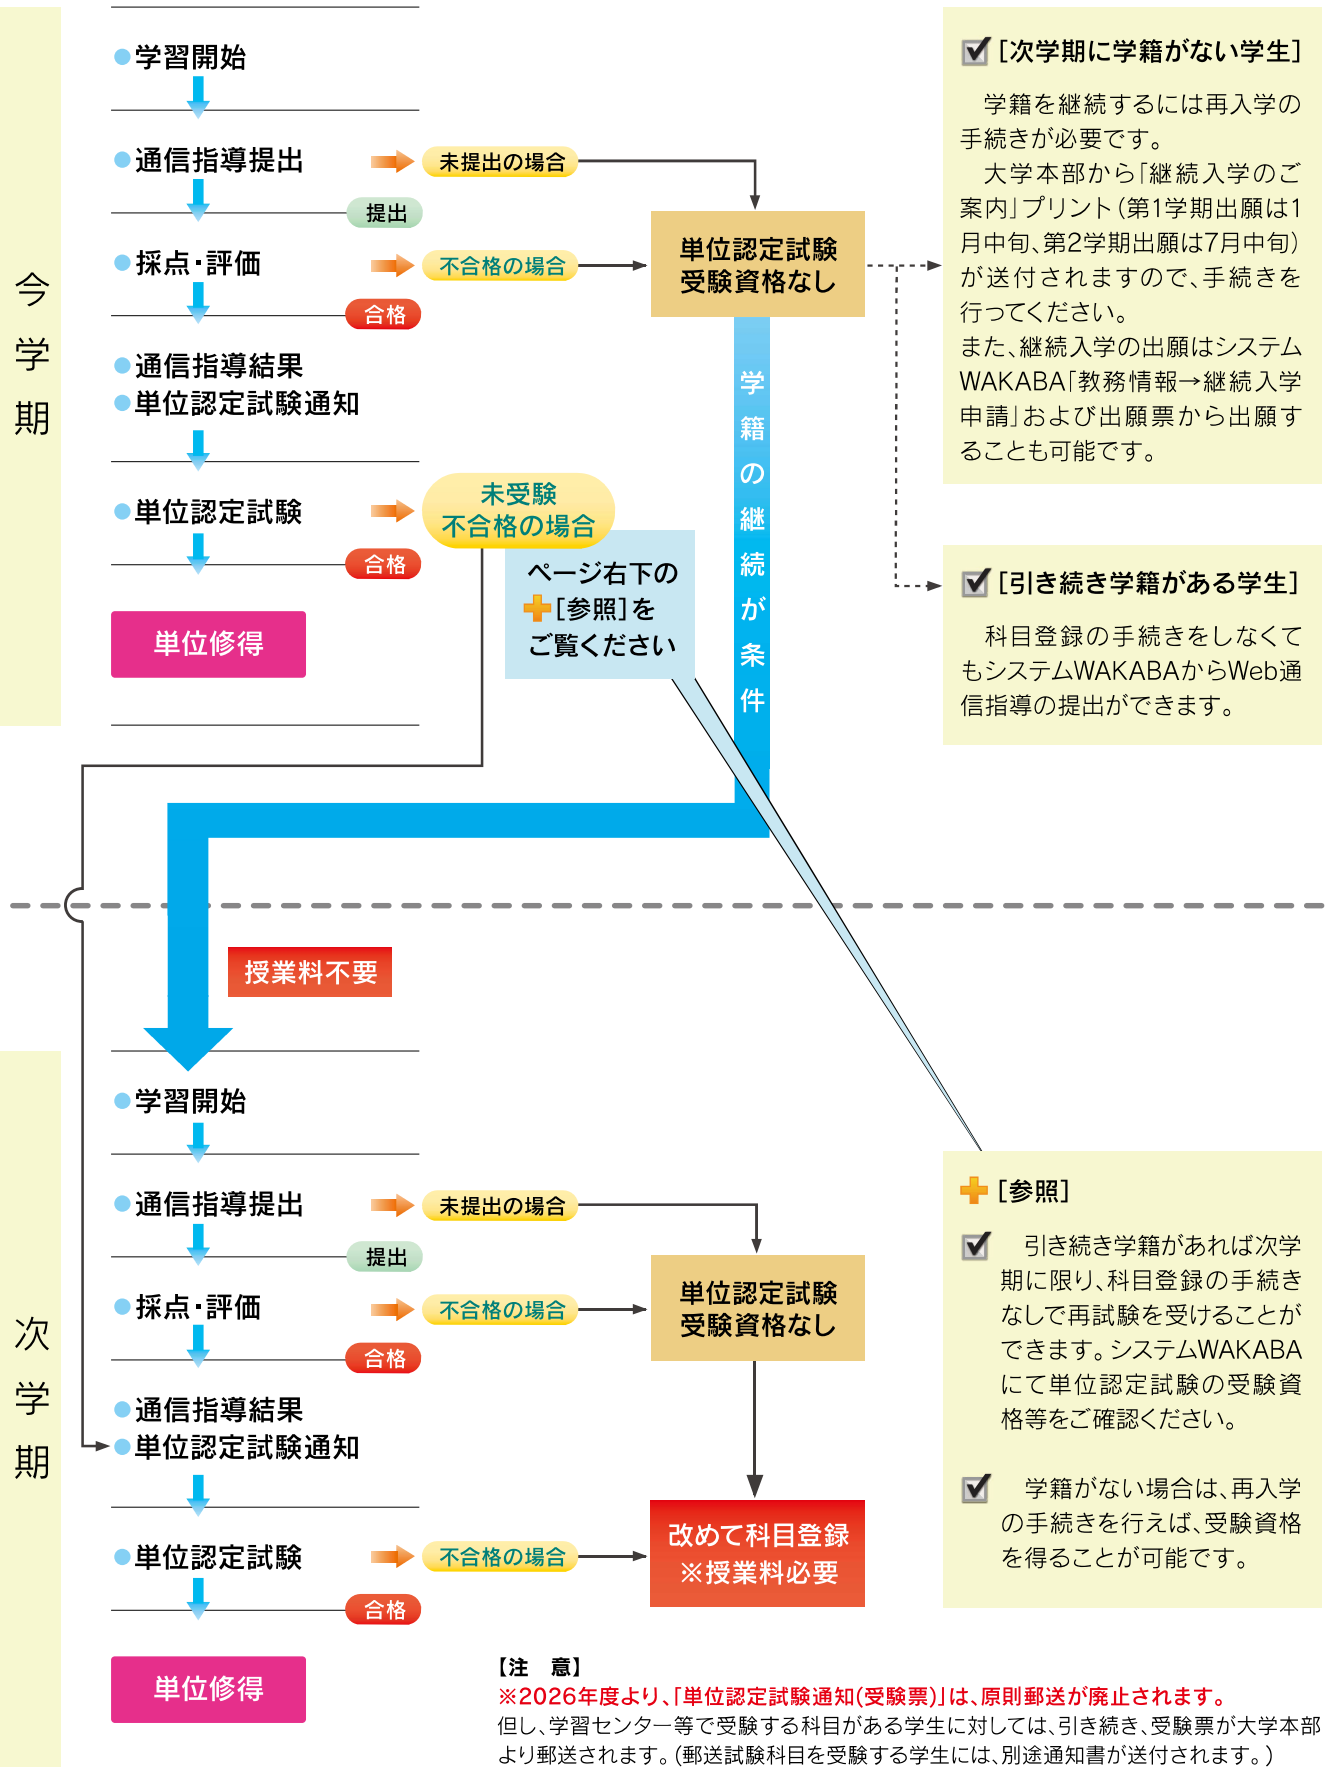 今学期
●学習開始
●通信指導提出
未提出の場合
提出
●採点・評価
不合格の場合
合格
●通信指導結果
●単位認定試験通知
●単位認定試験
未受験
不合格の場合
合格
単位修得
単位認定試験
受験資格なし
学籍の継続が条件
ページ右下の
[参照]を
ご覧ください
[次学期に学籍がない学生]
学籍を継続するには再入学の
手続きが必要です。
大学本部から「継続入学のご
案内」プリント(第1学期出願は1
月中旬、第2学期出願は7月中旬)
が送付されますので、手続きを
行ってください。
また、継続入学の出願はシステム
WAKABA「教務情報→継続入学
申請」および出願票から出願す
ることも可能です。
[引き続き学籍がある学生]
科目登録の手続きをしなくて
もシステムWAKABAからWeb通
信指導の提出ができます。
授業料不要
次学期
●学習開始
●通信指導提出
未提出の場合
提出
●採点・評価
不合格の場合
合格
●通信指導結果
●単位認定試験通知
●単位認定試験
不合格の場合
合格
単位修得
単位認定試験
受験資格なし
改めて科目登録
※授業料必要
[参照]
引き続き学籍があれば次学
期に限り、科目登録の手続き
なしで再試験を受けることが
できます。システムWAKABA
にて単位認定試験の受験資
格等をご確認ください。
学籍がない場合は、再入学
の手続きを行えば、受験資格
を得ることが可能です。
【注　意】
※2026年度より、「単位認定試験通知(受験票)」は、原則郵送が廃止されます。
但し、学習センター等で受験する科目がある学生に対しては、引き続き、受験票が大学本部
より郵送されます。(郵送試験科目を受験する学生には、別途通知書が送付されます。)